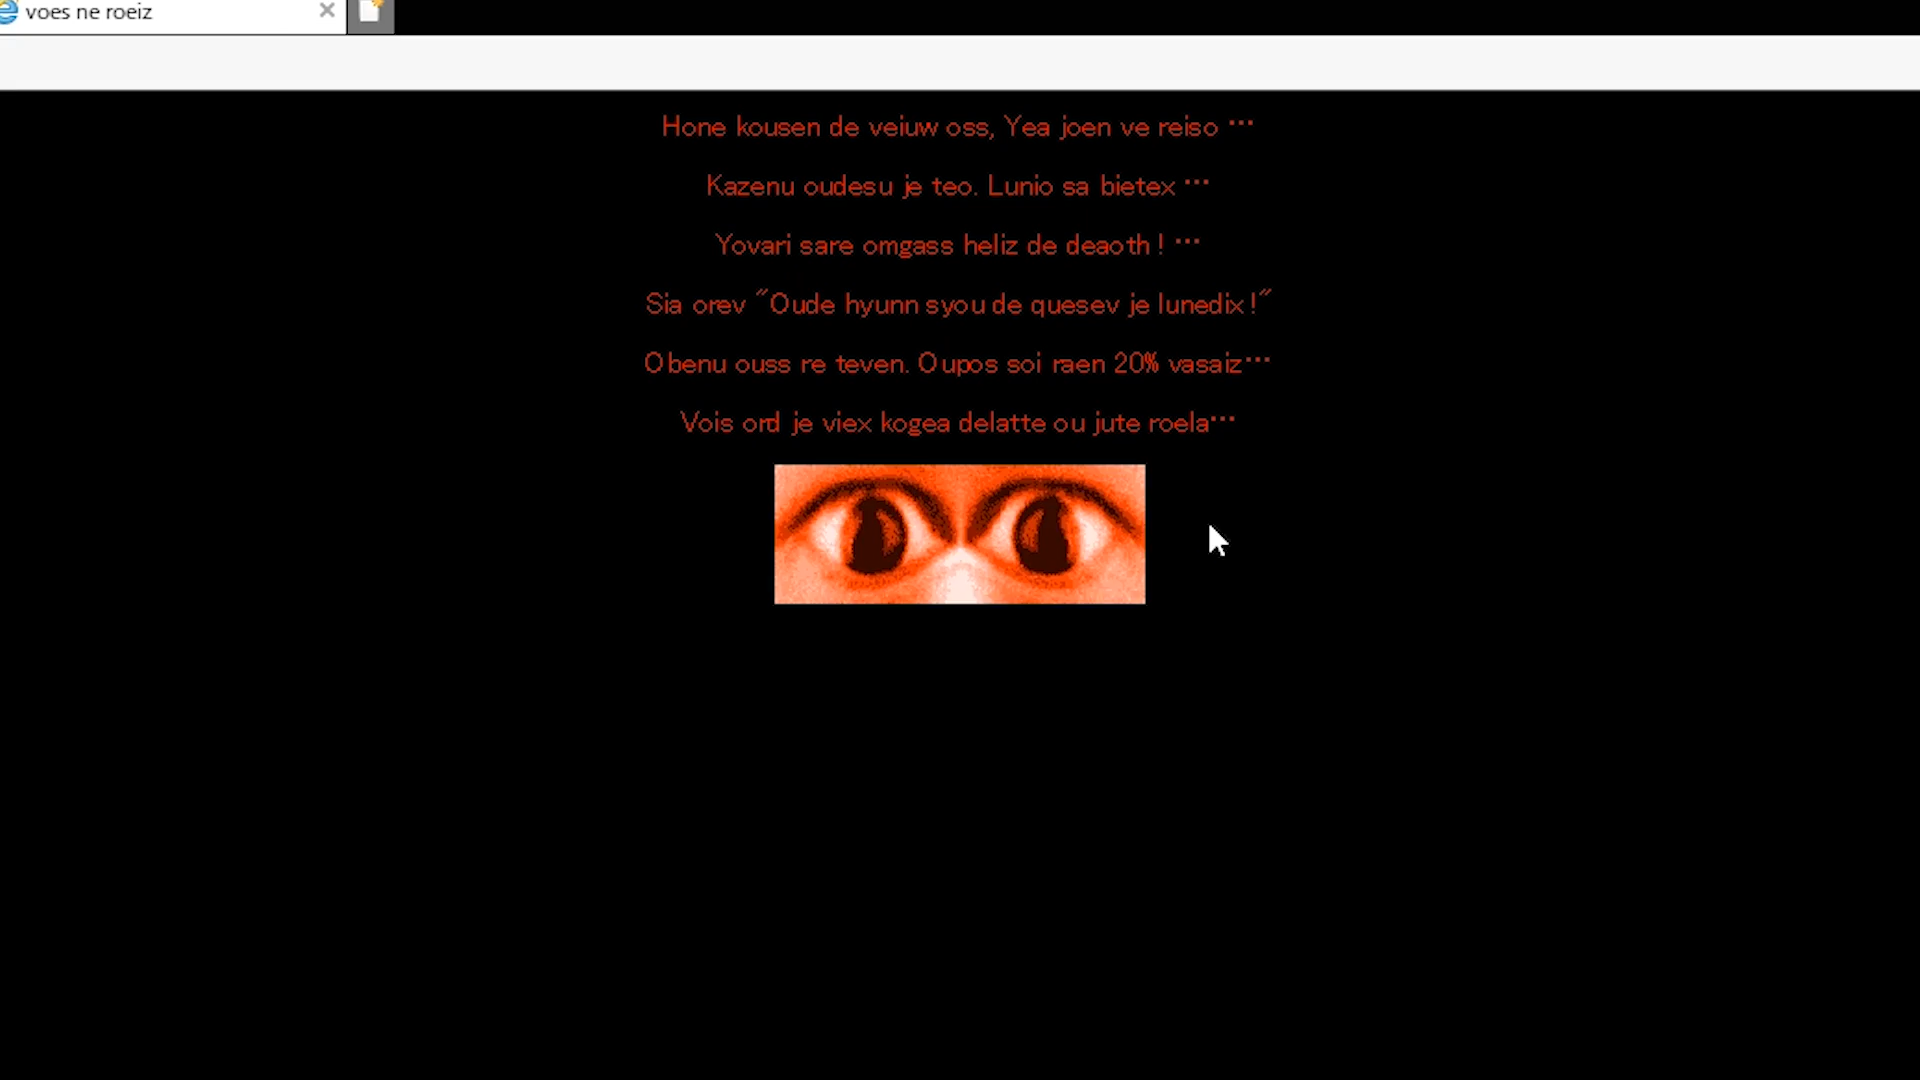 voes ne roeiz
Hone kousen de veiuw oss, Yea joen ve reiso …
Kazenu oudesu je teo. Lunio sa bietex …
Yovari sare omgass heliz de deaoth ! …
Sia orev "Oude hyunn syou de quesev je lunedix !"
Obenu ouss re teven. Oupos soi raen 20% vasaiz…
Vois ord je viex kogea delatte ou jute roela…